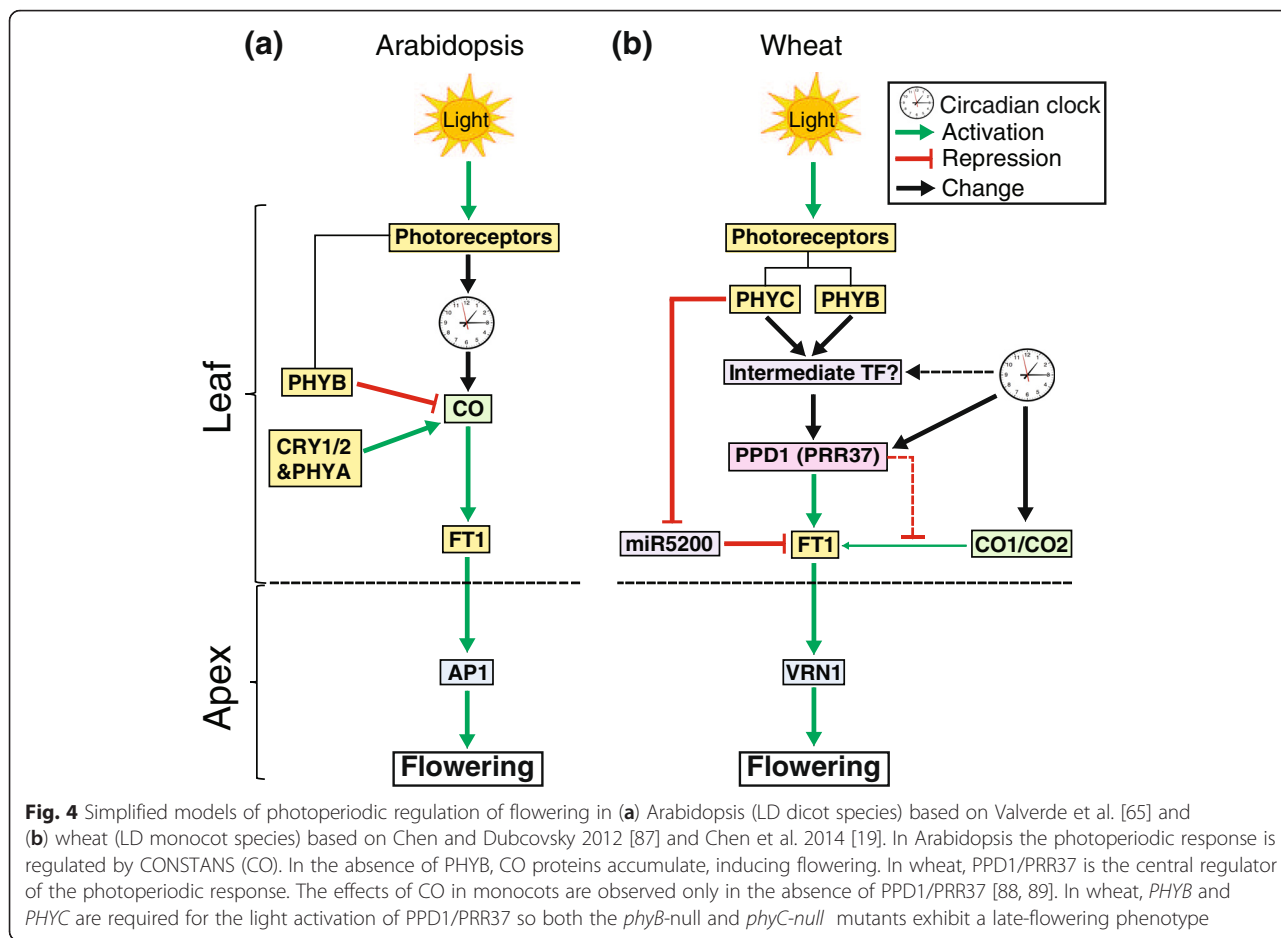 (a) Arabidopsis
(b) Wheat
Light
Light
Circadian clock
Activation
Repression
Change
Leaf
Apex
Photoreceptors
PHYB
CO
CRY1/2
&PHYA
FT1
AP1
Flowering
Photoreceptors
PHYC
PHYB
Intermediate TF?
PPD1 (PRR37)
miR5200
FT1
CO1/CO2
VRN1
Flowering
Fig. 4 Simplified models of photoperiodic regulation of flowering in (a) Arabidopsis (LD dicot species) based on Valverde et al. [65] and
(b) wheat (LD monocot species) based on Chen and Dubcovsky 2012 [87] and Chen et al. 2014 [19]. In Arabidopsis the photoperiodic response is
regulated by CONSTANS (CO). In the absence of PHYB, CO proteins accumulate, inducing flowering. In wheat, PPD1/PRR37 is the central regulator
of the photoperiodic response. The effects of CO in monocots are observed only in the absence of PPD1/PRR37 [88, 89]. In wheat, PHYB and
PHYC are required for the light activation of PPD1/PRR37 so both the phyB-null and phyC-null mutants exhibit a late-flowering phenotype